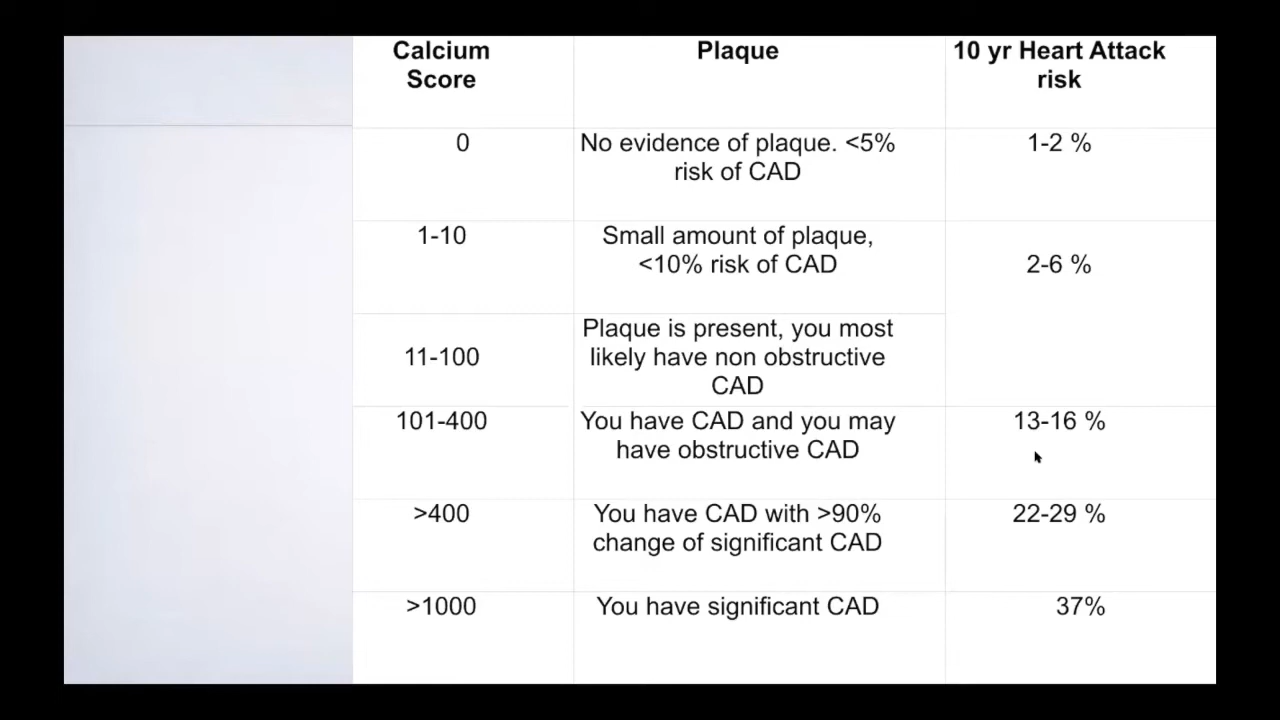 Calcium
Score
Plaque
10 yr Heart Attack
risk
0
No evidence of plaque. <5%
risk of CAD
1-2 %
1-10
Small amount of plaque,
<10% risk of CAD
2-6 %
11-100
Plaque is present, you most
likely have non obstructive
CAD
101-400
You have CAD and you may
have obstructive CAD
13-16 %
>400
You have CAD with >90%
change of significant CAD
22-29 %
>1000
You have significant CAD
37%